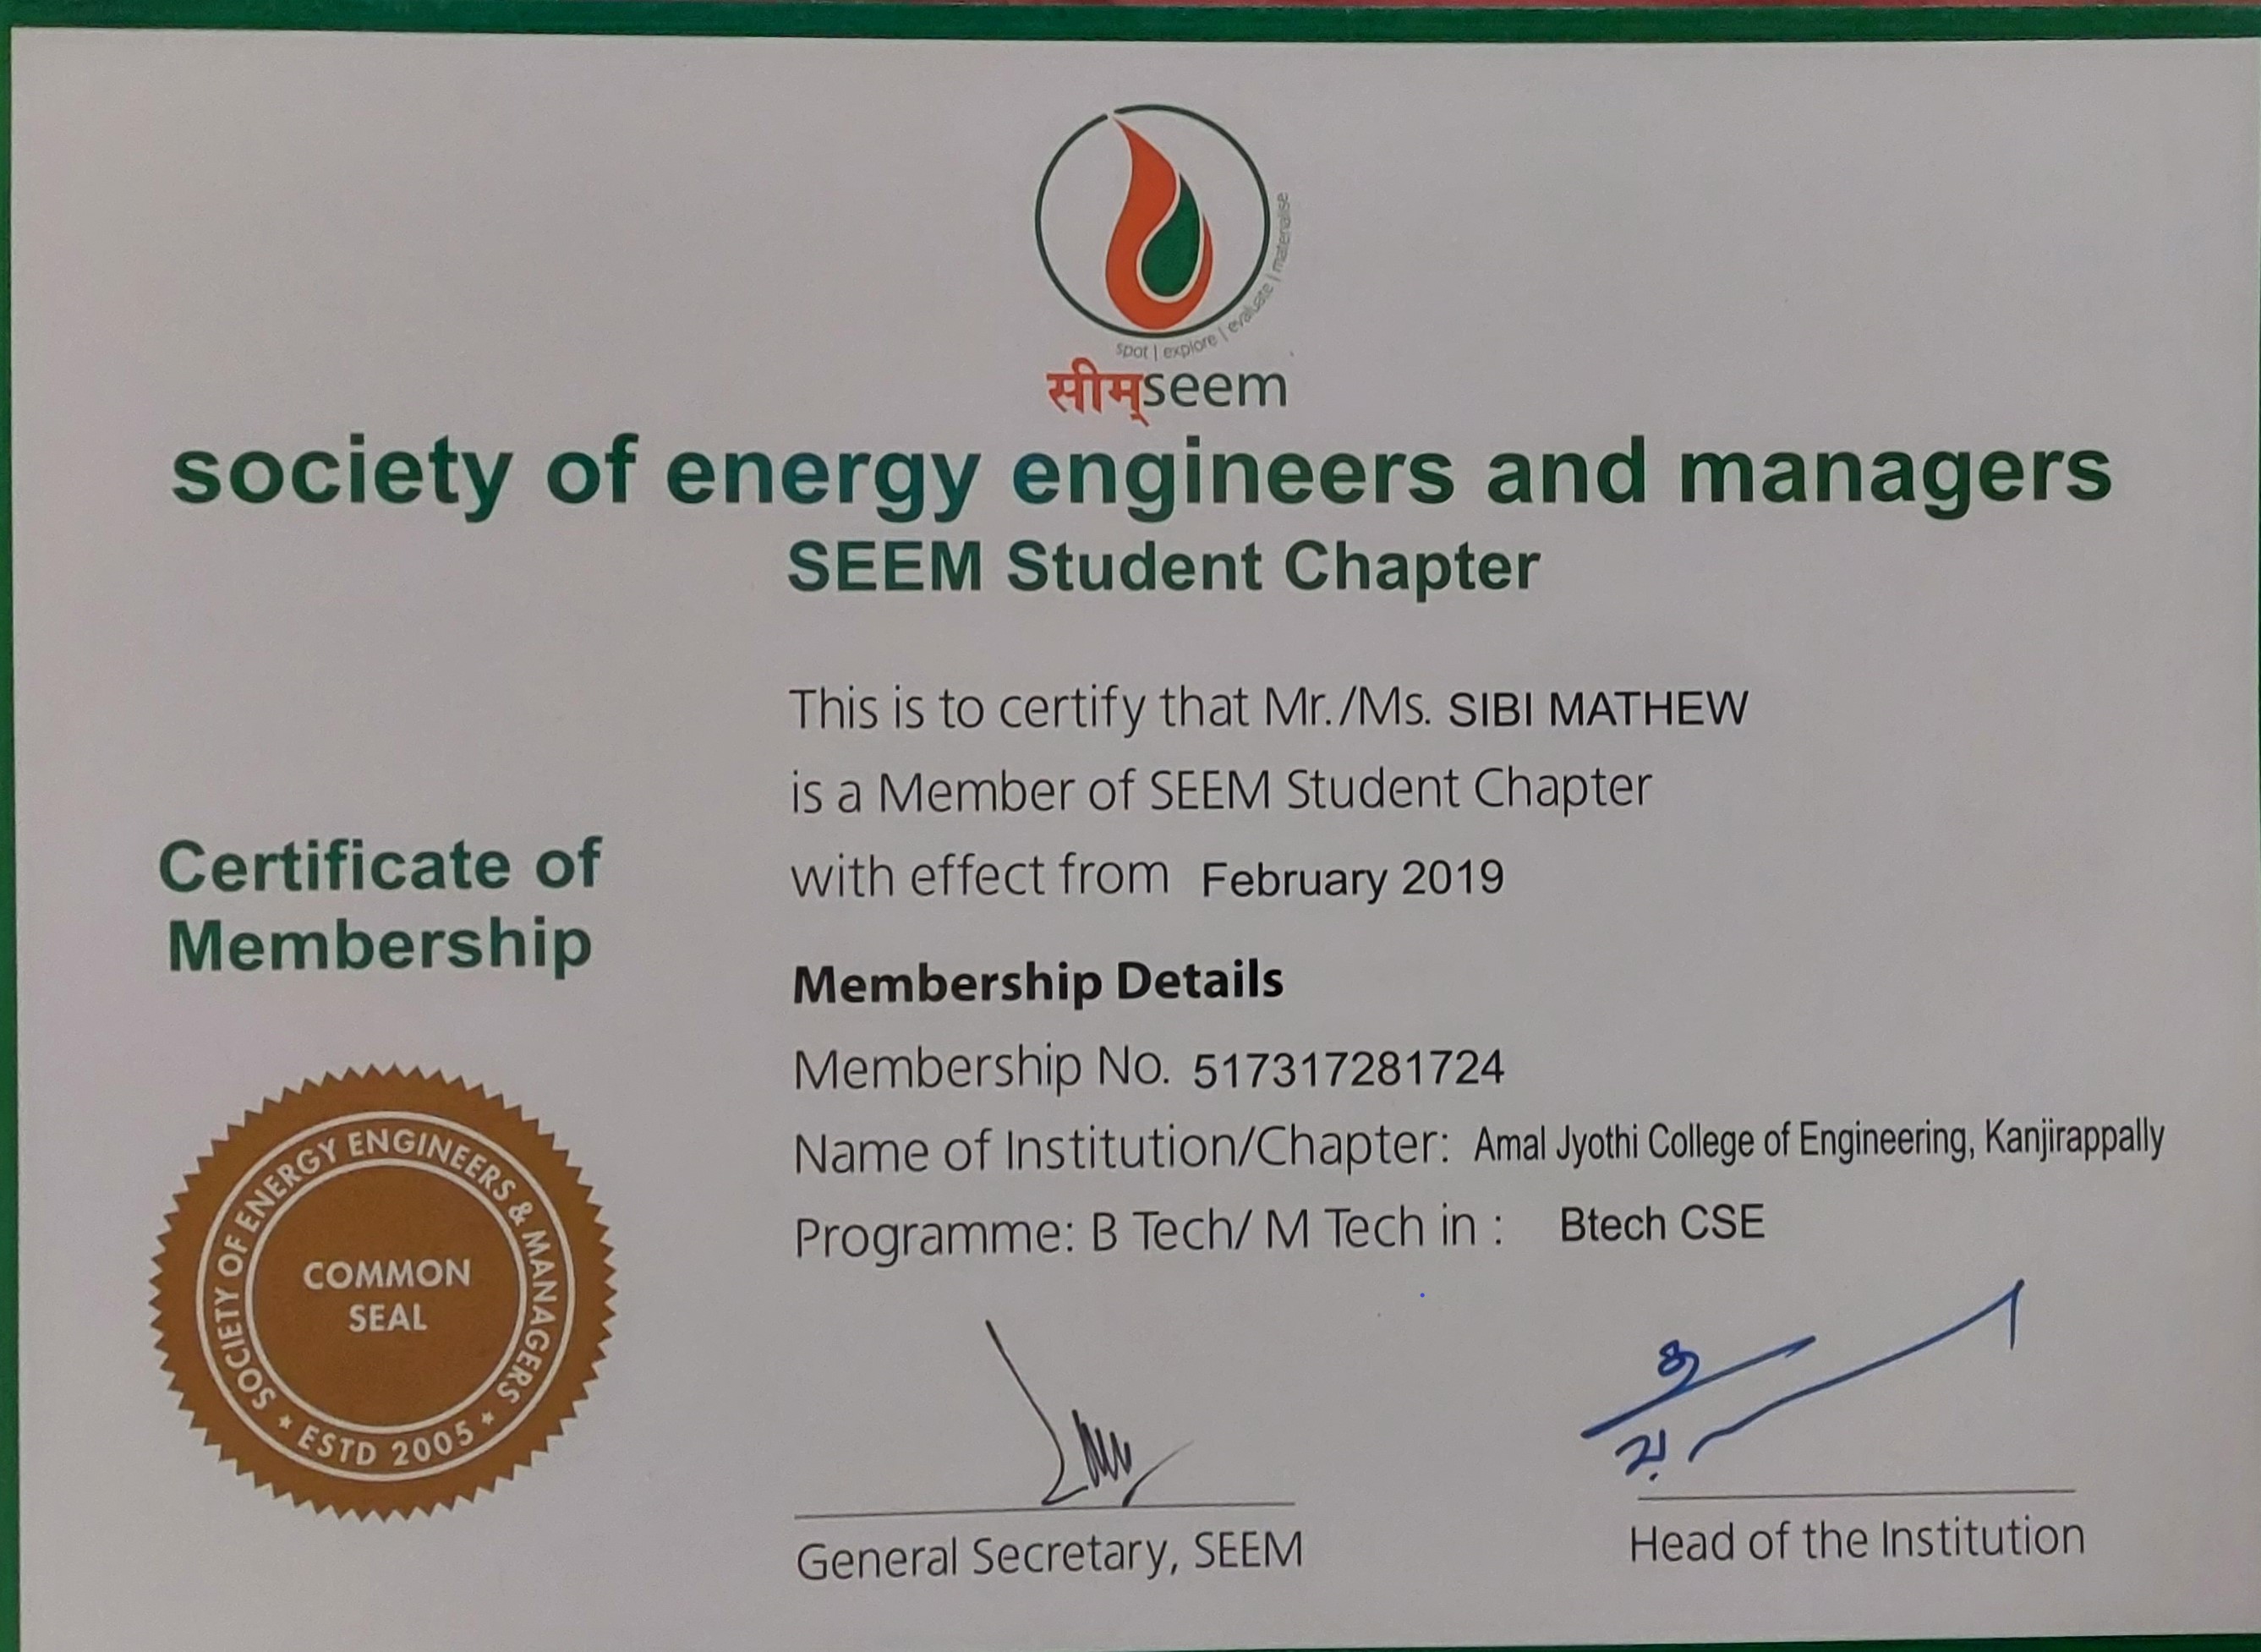 spot | explore | evaluate | materialise
सीम्seem
society of energy engineers and managers
SEEM Student Chapter
This is to certify that Mr./Ms. SIBI MATHEW
is a Member of SEEM Student Chapter
with effect from February 2019
Certificate of
Membership
Membership Details
Membership No. 517317281724
Name of Institution/Chapter: Amal Jyothi College of Engineering, Kanjirappally
Programme: B Tech/ M Tech in : Btech CSE
SOCIETY OF ENERGY ENGINEERS & MANAGERS
COMMON
SEAL
★ ESTD 2005 ★
General Secretary, SEEM
Head of the Institution